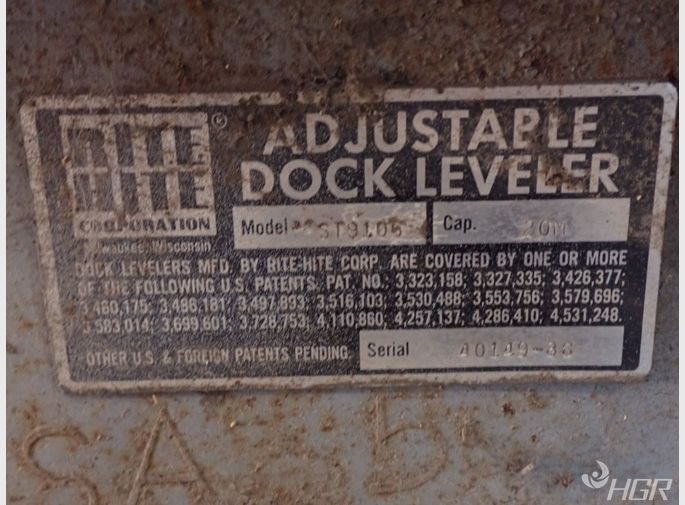 RITE
HITE
®
CORPORATION
Milwaukee, Wisconsin
ADJUSTABLE
DOCK LEVELER
Model
Cap. 20M
DOCK LEVELERS MFD. BY RITE-HITE CORP. ARE COVERED BY ONE OR MORE
OF THE FOLLOWING U.S. PATENTS. PAT. NO.: 3,323,158; 3,327,335; 3,426,377;
3,460,175; 3,486,181; 3,497,893; 3,516,103; 3,530,488; 3,553,756; 3,579,696;
3,583,014; 3,699,601; 3,728,753; 4,110,860; 4,257,137; 4,286,410; 4,531,248.
OTHER U.S. & FOREIGN PATENTS PENDING.
Serial
SA b
HGR